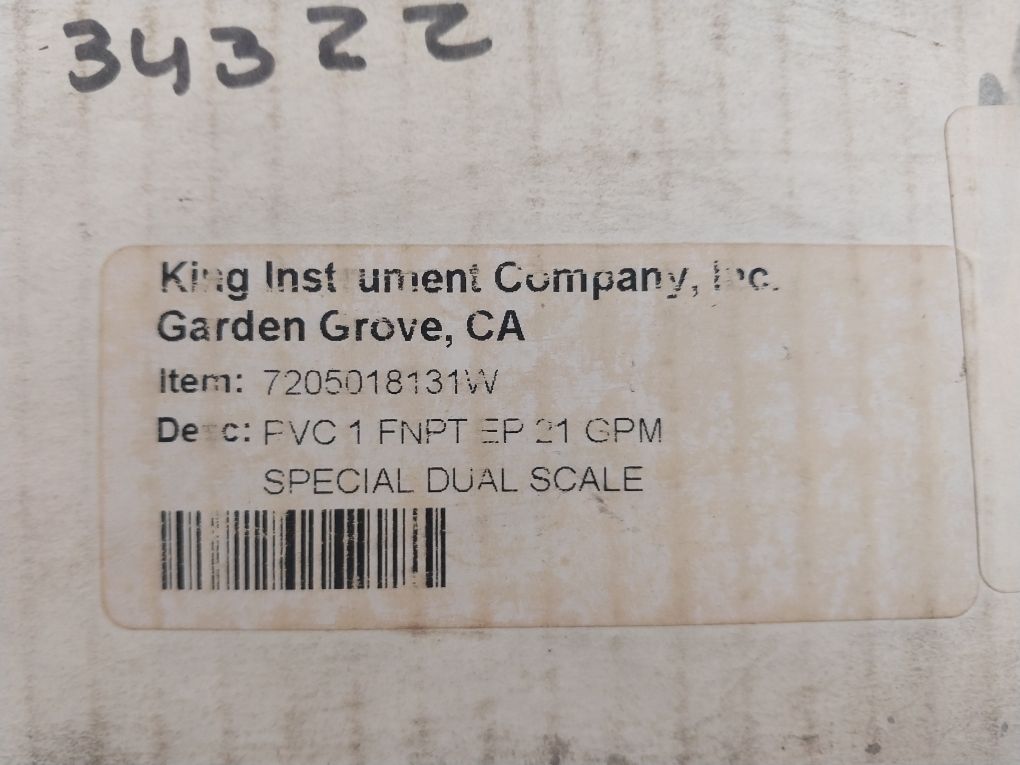 34322
King Instrument Company, Inc.
Garden Grove, CA
Item: 7205018131W
Desc: PVC 1 FNPT EP 21 GPM
SPECIAL DUAL SCALE